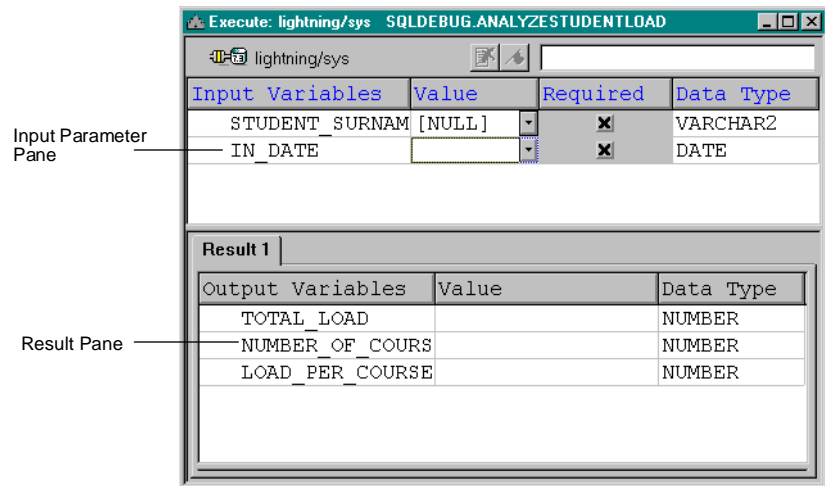 Execute: lightning/sys SQLDEBUG.ANALYZESTUDENTLOAD
lightning/sys
Input Variables Value Required Data Type
STUDENT_SURNAM [NULL] VARCHAR2
IN_DATE DATE
Input Parameter
Pane
Result 1
Output Variables Value Data Type
TOTAL_LOAD NUMBER
NUMBER_OF_COURS NUMBER
LOAD_PER_COURSE NUMBER
Result Pane